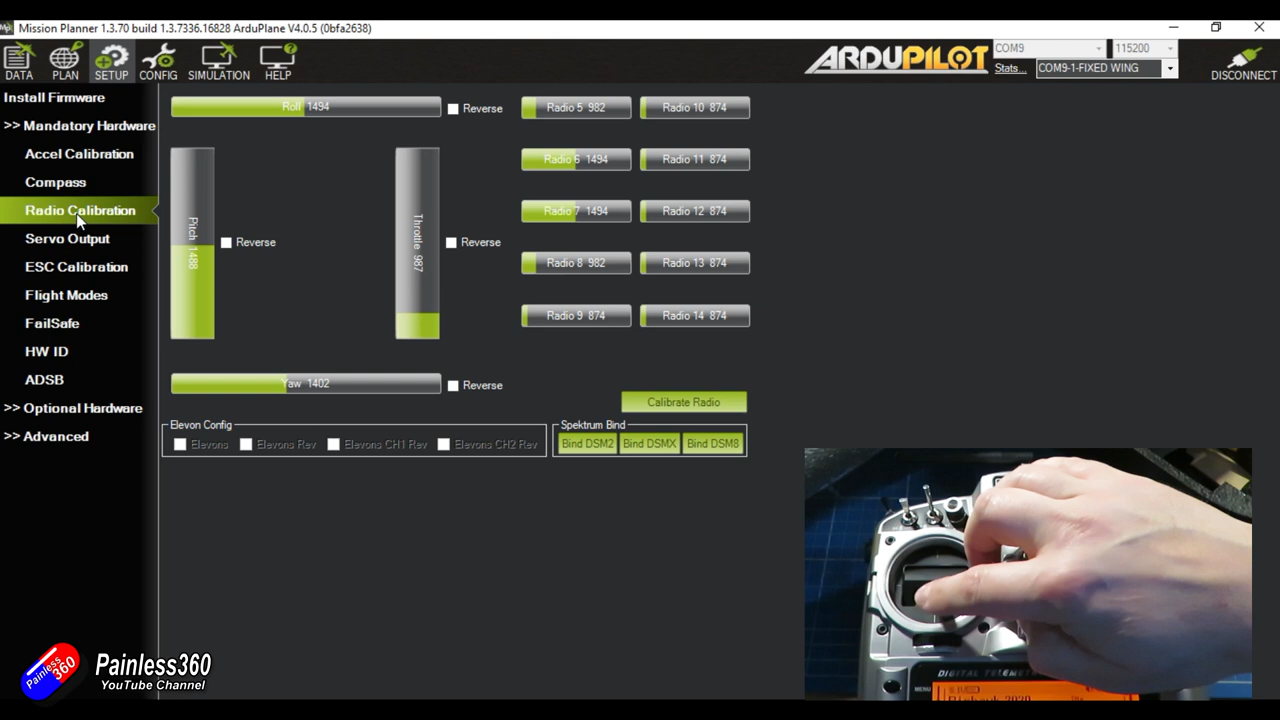 Mission Planner 1.3.70 build 1.3.7336.16828 ArduPlane V4.0.5 (0bfa2638)
DATA PLAN SETUP CONFIG SIMULATION HELP
ARDUPILOT
COM9 115200
Stats... COM9-1-FIXED WING
DISCONNECT
Install Firmware
>> Mandatory Hardware
Accel Calibration
Compass
Radio Calibration
Servo Output
ESC Calibration
Flight Modes
FailSafe
HW ID
ADSB
>> Optional Hardware
>> Advanced
Roll 1494 Reverse
Pitch 1488 Reverse
Throttle 987 Reverse
Yaw 1402 Reverse
Radio 5 982 Radio 10 874
Radio 6 1494 Radio 11 874
Radio 7 1494 Radio 12 874
Radio 8 982 Radio 13 874
Radio 9 874 Radio 14 874
Calibrate Radio
Elevon Config
Elevons Elevons Rev Elevons CH1 Rev Elevons CH2 Rev
Spektrum Bind
Bind DSM2 Bind DSMX Bind DSM8
DIGITAL TELEM
MENU
Painless360
Painless360
YouTube Channel